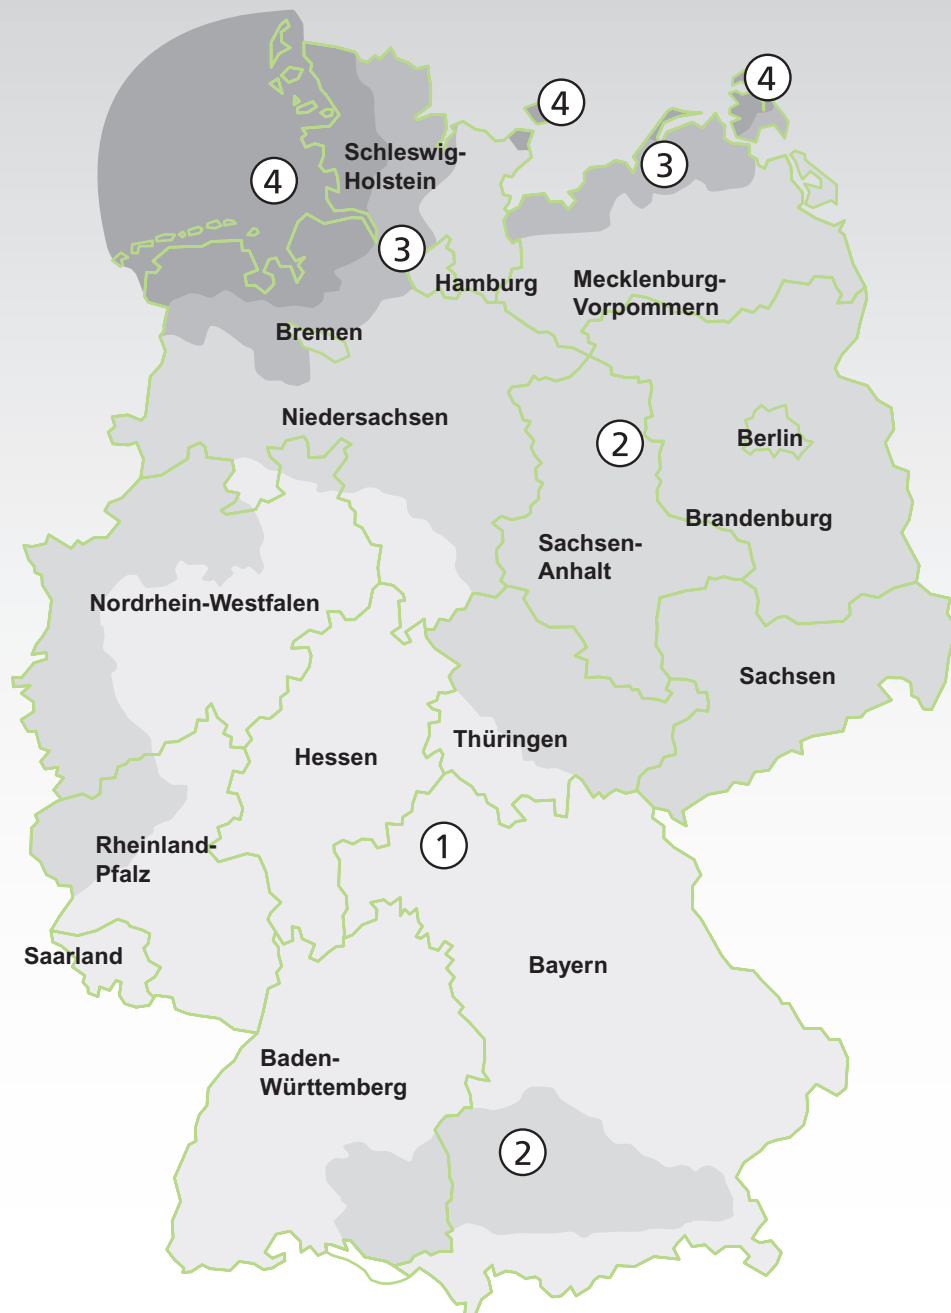 4
4
4
Schleswig-
Holstein
3
3
Hamburg
Mecklenburg-
Vorpommern
Bremen
Niedersachsen
2
Berlin
Brandenburg
Sachsen-
Anhalt
Nordrhein-Westfalen
Sachsen
Thüringen
Hessen
1
Rheinland-
Pfalz
Saarland
Bayern
Baden-
Württemberg
2